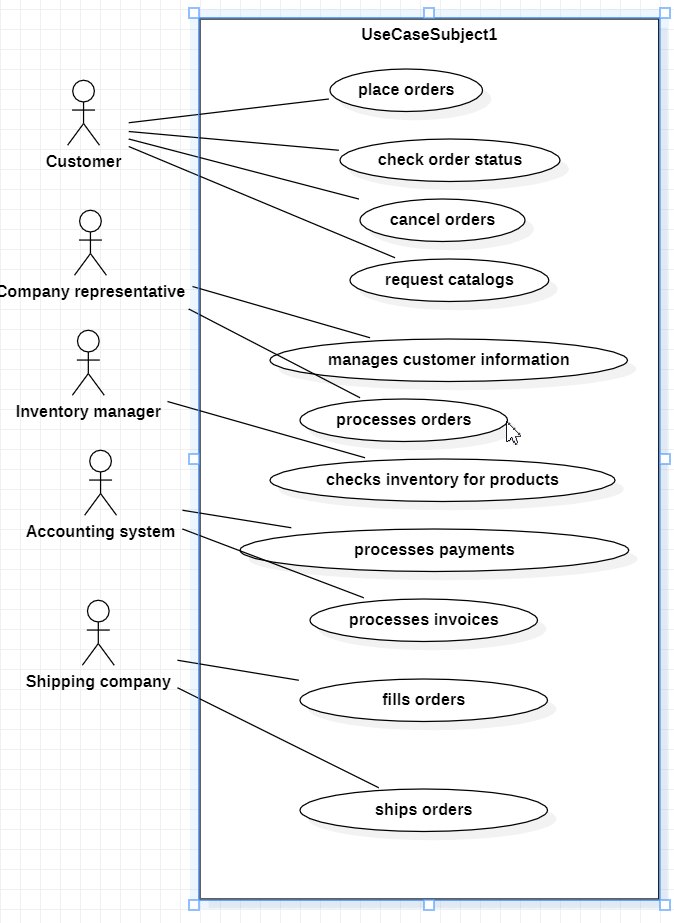 UseCaseSubject1
place orders
Customer
check order status
cancel orders
request catalogs
Company representative
manages customer information
Inventory manager
processes orders
checks inventory for products
Accounting system
processes payments
processes invoices
Shipping company
fills orders
ships orders